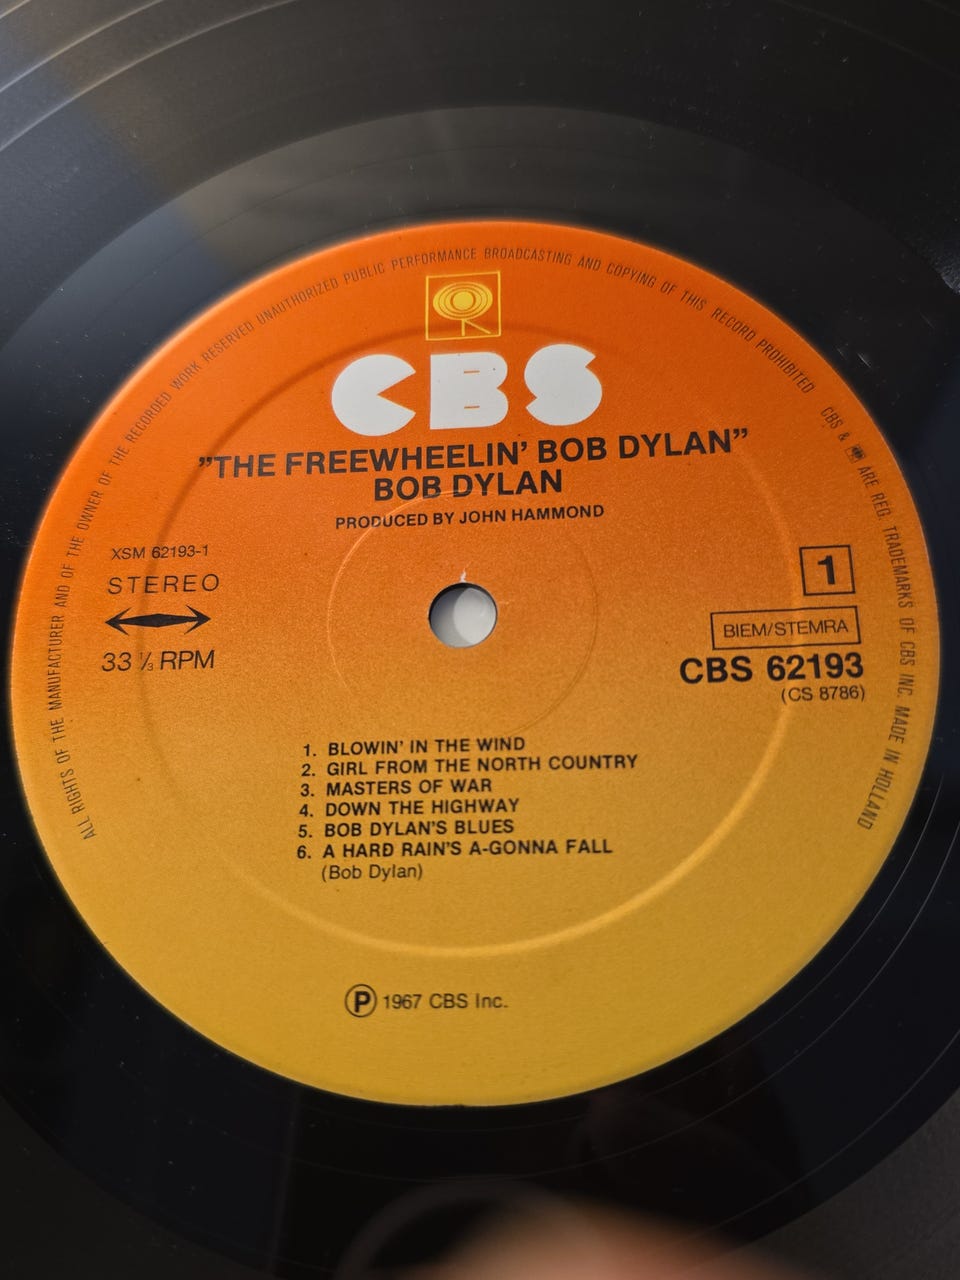 ALL RIGHTS OF THE MANUFACTURER AND OF THE OWNER OF THE RECORDED WORK RESERVED UNAUTHORIZED PUBLIC PERFORMANCE BROADCASTING AND COPYING OF THIS RECORD PROHIBITED CBS & ARE REG. TRADEMARKS OF CBS INC. MADE IN HOLLAND
CBS
"THE FREEWHEELIN' BOB DYLAN"
BOB DYLAN
PRODUCED BY JOHN HAMMOND
XSM 62193-1
STEREO
33 ⅓ RPM
1
BIEM/STEMRA
CBS 62193
(CS 8786)
1. BLOWIN' IN THE WIND
2. GIRL FROM THE NORTH COUNTRY
3. MASTERS OF WAR
4. DOWN THE HIGHWAY
5. BOB DYLAN'S BLUES
6. A HARD RAIN'S A-GONNA FALL
(Bob Dylan)
℗ 1967 CBS Inc.